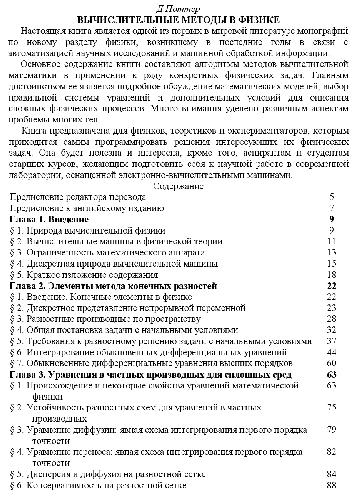 Д.Поттер
ВЫЧИСЛИТЕЛЬНЫЕ МЕТОДЫ В ФИЗИКЕ
Настоящая книга является одной из первых в мировой литературе монографий
по новому разделу физики, возникшему в последние годы в связи с
автоматизацией научных исследований и машинной обработкой информации.
Основное содержание книги составляют алгоритмы методов вычислительной
математики в применении к ряду конкретных физических задач. Главным
достоинством ее является подробное обсуждение математических моделей, выбор
правильной системы уравнений и дополнительных условий для описания
сложных физических процессов. Много внимания уделено различным аспектам
проблемы многих тел.
Книга предназначена для физиков, теоретиков и экспериментаторов, которым
приходится самим программировать решения интересующих их физических
задач. Она будет полезна и интересна, кроме того, аспирантам и студентам
старших курсов, желающим подготовить себя к научной работе в современной
лаборатории, оснащенной электронно-вычислительными машинами.
Содержание
Предисловие редактора перевода 5
Предисловие к английскому изданию 7
Глава 1. Введение 9
§ 1. Природа вычислительной физики 9
§ 2. Вычислительные машины в физической теории 11
§ 3. Ограниченность математического аппарата 13
§ 4. Дискретная природа вычислительной машины 15
§ 5. Краткое изложение содержания 18
Глава 2. Элементы метода конечных разностей 22
§ 1. Введение. Конечные элементы в физике 22
§ 2. Дискретное представление непрерывной переменной 23
§ 3. Разностные производные по пространству 28
§ 4. Общая постановка задачи с начальными условиями 32
§ 5. Требования к разностному решению задачи с начальными условиями 37
§ 6. Интегрирование обыкновенных дифференциальных уравнений 44
§ 7. Обыкновенные дифференциальные уравнения высших порядков 60
Глава 3. Уравнения в частных производных для сплошных сред 63
§ 1. Происхождение и некоторые свойства уравнений математической 63
физики
§ 2. Устойчивость разностных схем для уравнений в частных 75
производных
§ 3. Уравнение диффузии: явная схема интегрирования первого порядка 79
точности
§ 4. Уравнение переноса: явная схема интегрирования первого порядка 82
точности
§ 5. Дисперсия и диффузия на разностной сетке 84
§ 6. Консервативность на разностной сетке 88